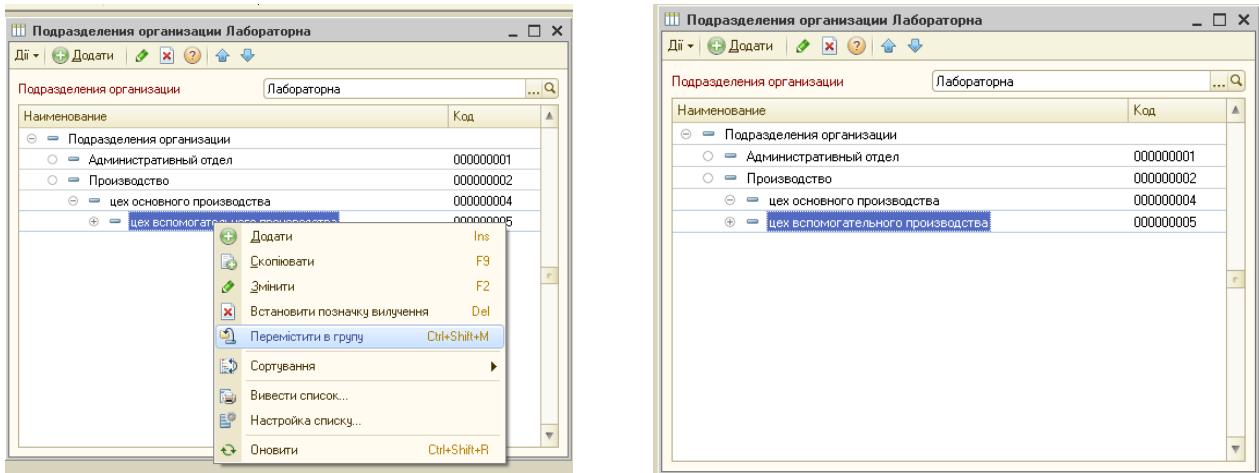 Подразделения организации Лабораторна
Дії Додати
Подразделения организации Лабораторна ...
Наименование Код
Подразделения организации
Административный отдел 000000001
Производство 000000002
цех основного производства 000000004
цех вспомогательного производства 000000005
Додати Ins
Скопіювати F9
Змінити F2
Встановити позначку вилучення Del
Перемістити в групу Ctrl+Shift+M
Сортування
Вивести список...
Настройка списку...
Оновити Ctrl+Shift+R
Подразделения организации Лабораторна
Дії Додати
Подразделения организации Лабораторна ...
Наименование Код
Подразделения организации
Административный отдел 000000001
Производство 000000002
цех основного производства 000000004
цех вспомогательного производства 000000005